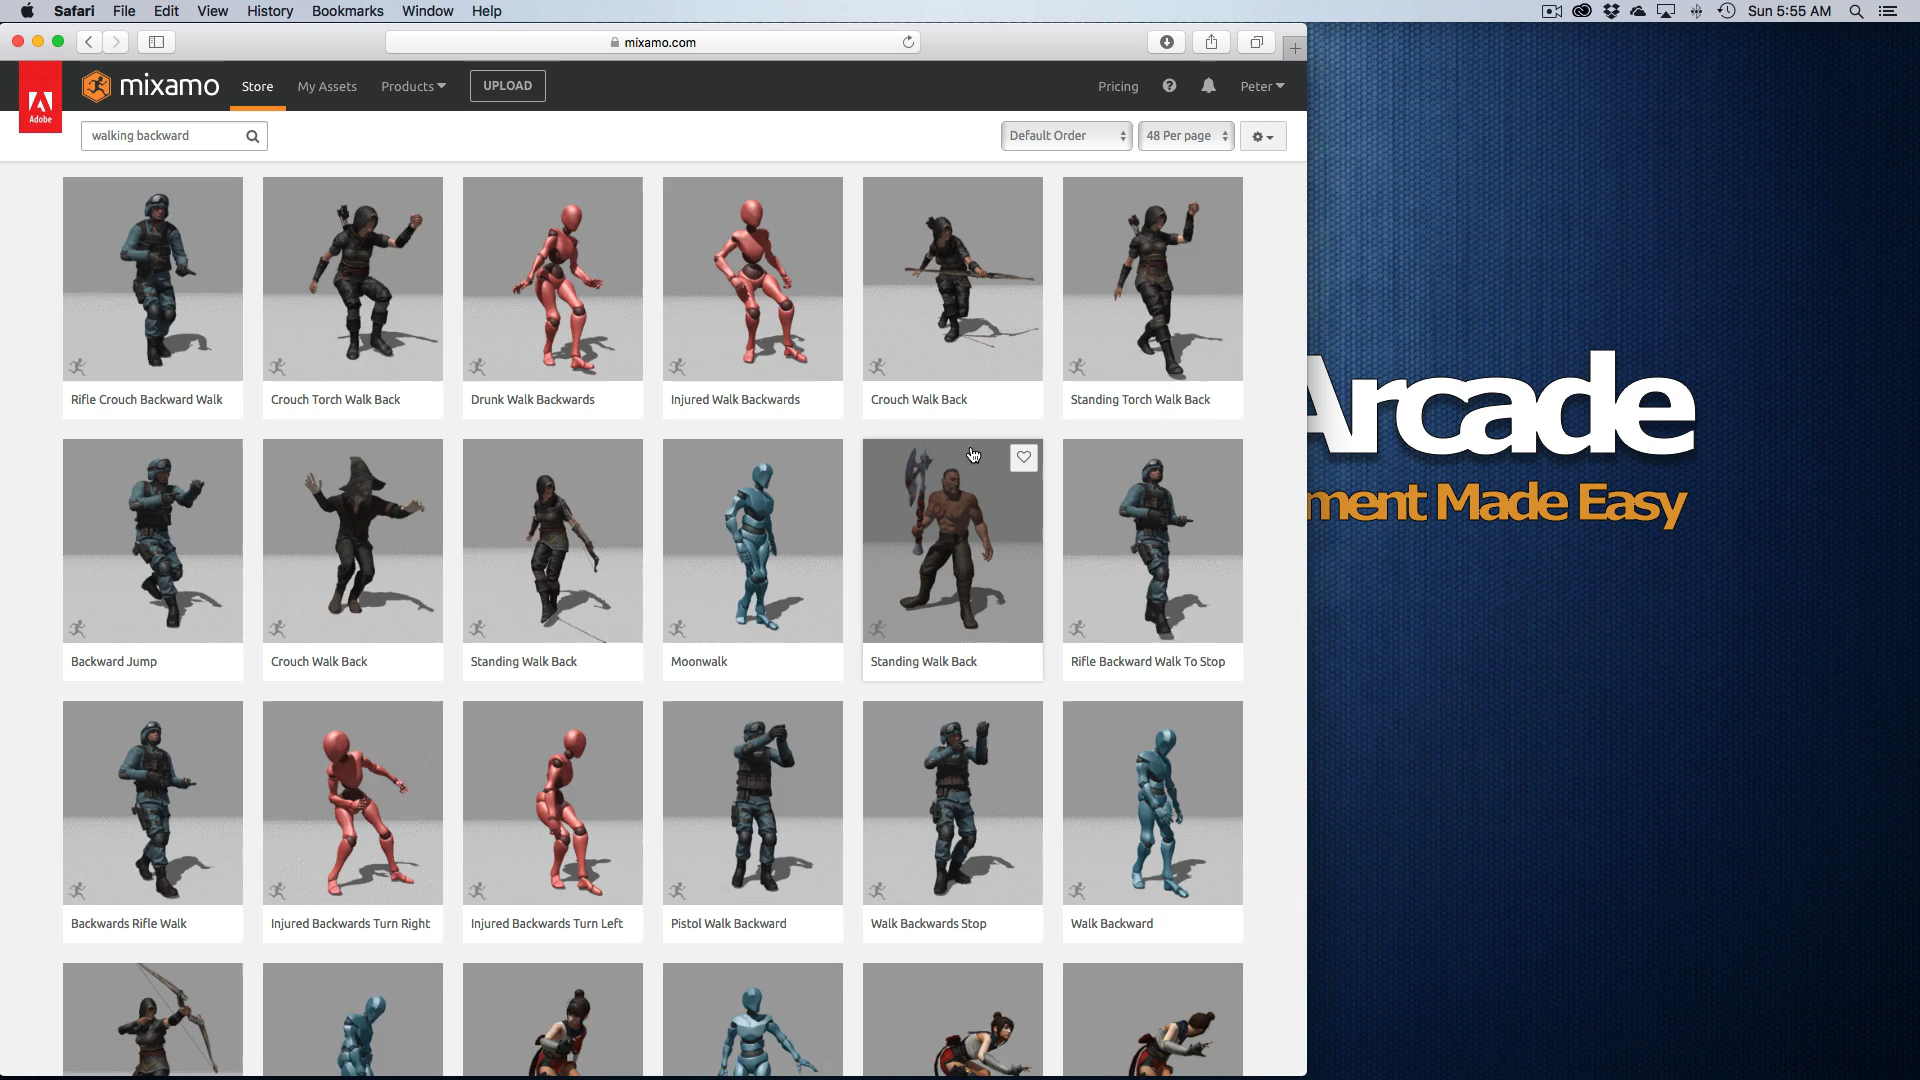 Safari File Edit View History Bookmarks Window Help Sun 5:55 AM
mixamo.com
Adobe
mixamo Store My Assets Products UPLOAD Pricing Peter
walking backward Default Order 48 Per page
Rifle Crouch Backward Walk Crouch Torch Walk Back Drunk Walk Backwards Injured Walk Backwards Crouch Walk Back Standing Torch Walk Back
Arcade
ment Made Easy
Backward Jump Crouch Walk Back Standing Walk Back Moonwalk Standing Walk Back Rifle Backward Walk To Stop
Backwards Rifle Walk Injured Backwards Turn Right Injured Backwards Turn Left Pistol Walk Backward Walk Backwards Stop Walk Backward